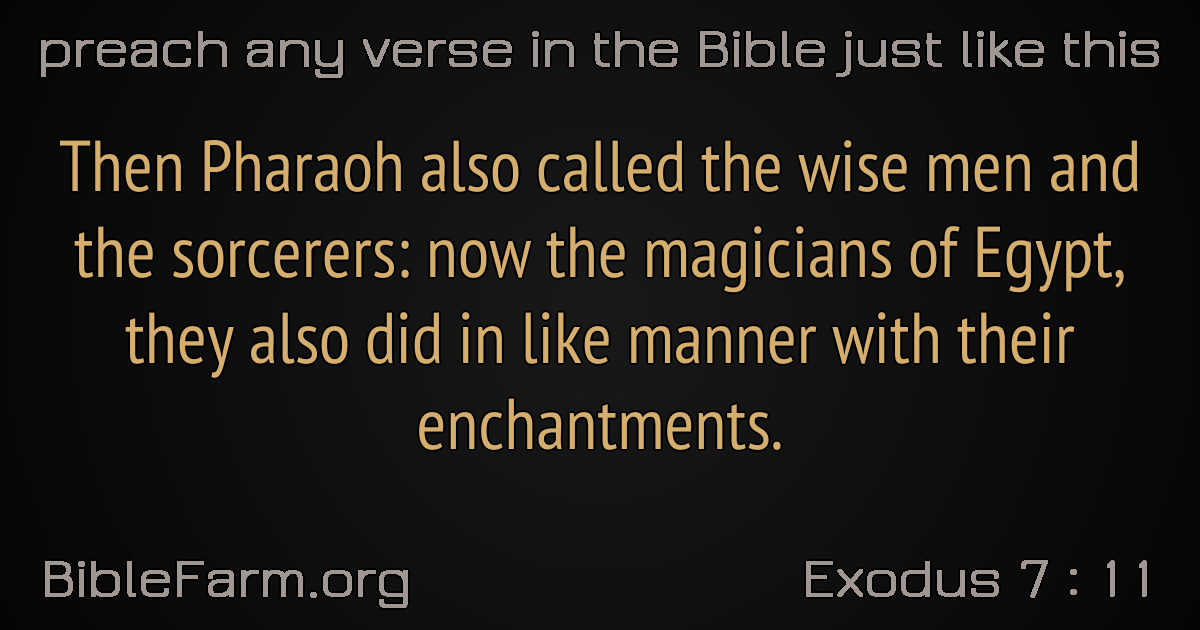 preach any verse in the Bible just like this
Then Pharaoh also called the wise men and
the sorcerers: now the magicians of Egypt,
they also did in like manner with their
enchantments.
BibleFarm.org
Exodus 7 : 11